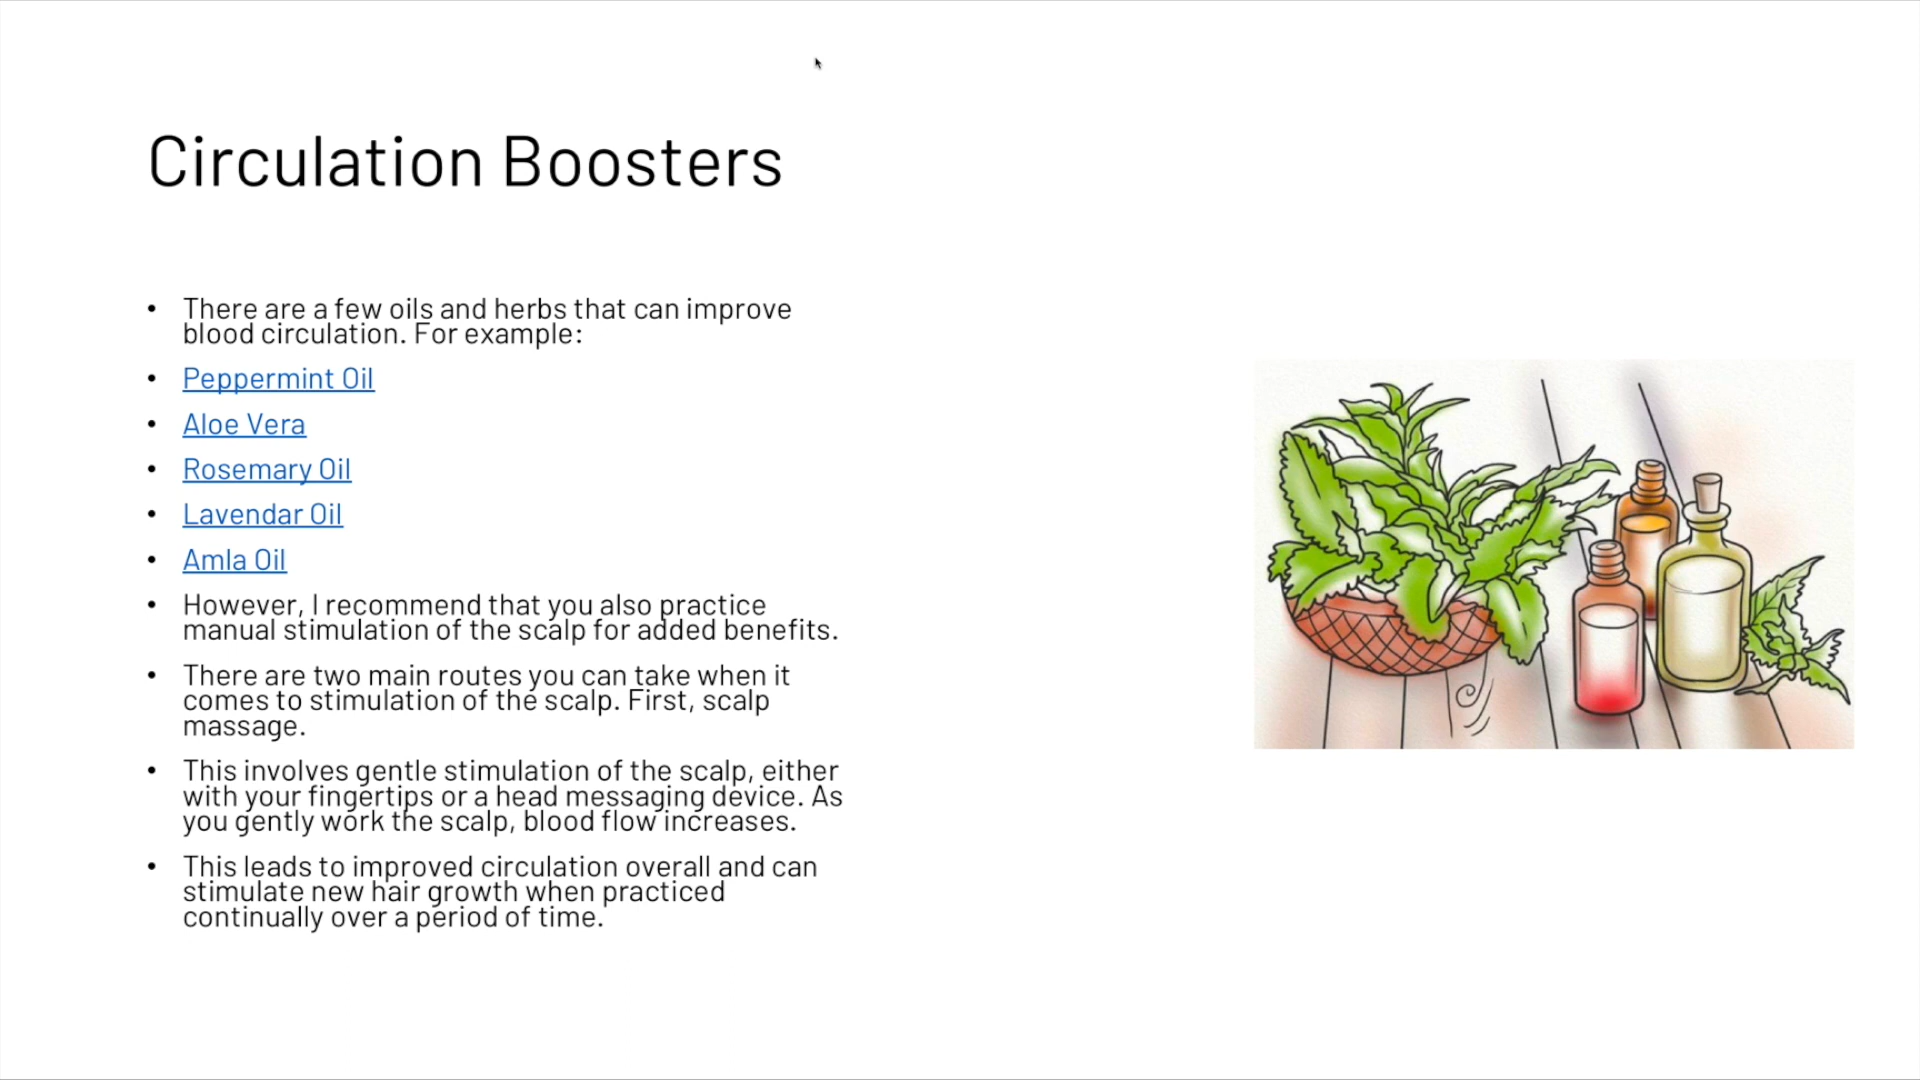 Circulation Boosters
• There are a few oils and herbs that can improve
blood circulation. For example:
• Peppermint Oil
• Aloe Vera
• Rosemary Oil
• Lavendar Oil
• Amla Oil
• However, I recommend that you also practice
manual stimulation of the scalp for added benefits.
• There are two main routes you can take when it
comes to stimulation of the scalp. First, scalp
massage.
• This involves gentle stimulation of the scalp, either
with your fingertips or a head messaging device. As
you gently work the scalp, blood flow increases.
• This leads to improved circulation overall and can
stimulate new hair growth when practiced
continually over a period of time.